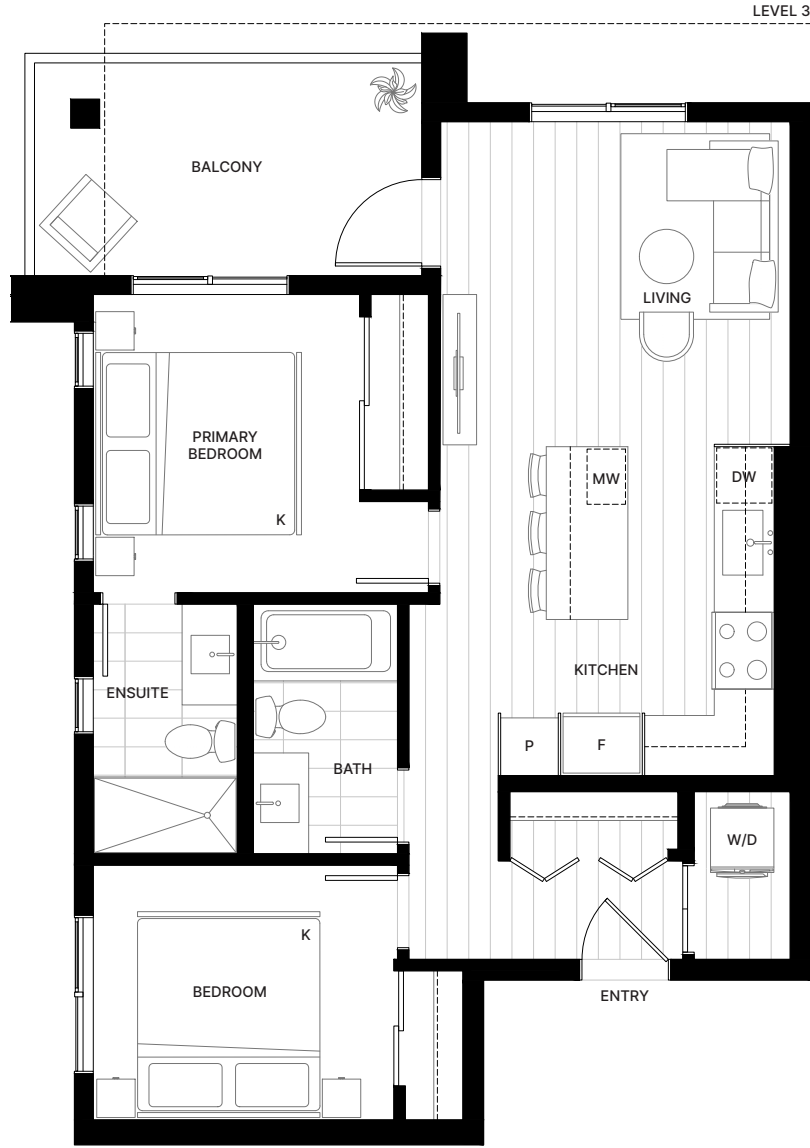 LEVEL 3
BALCONY
LIVING
PRIMARY
BEDROOM
K
MW
DW
KITCHEN
ENSUITE
P
F
BATH
W/D
K
BEDROOM
ENTRY